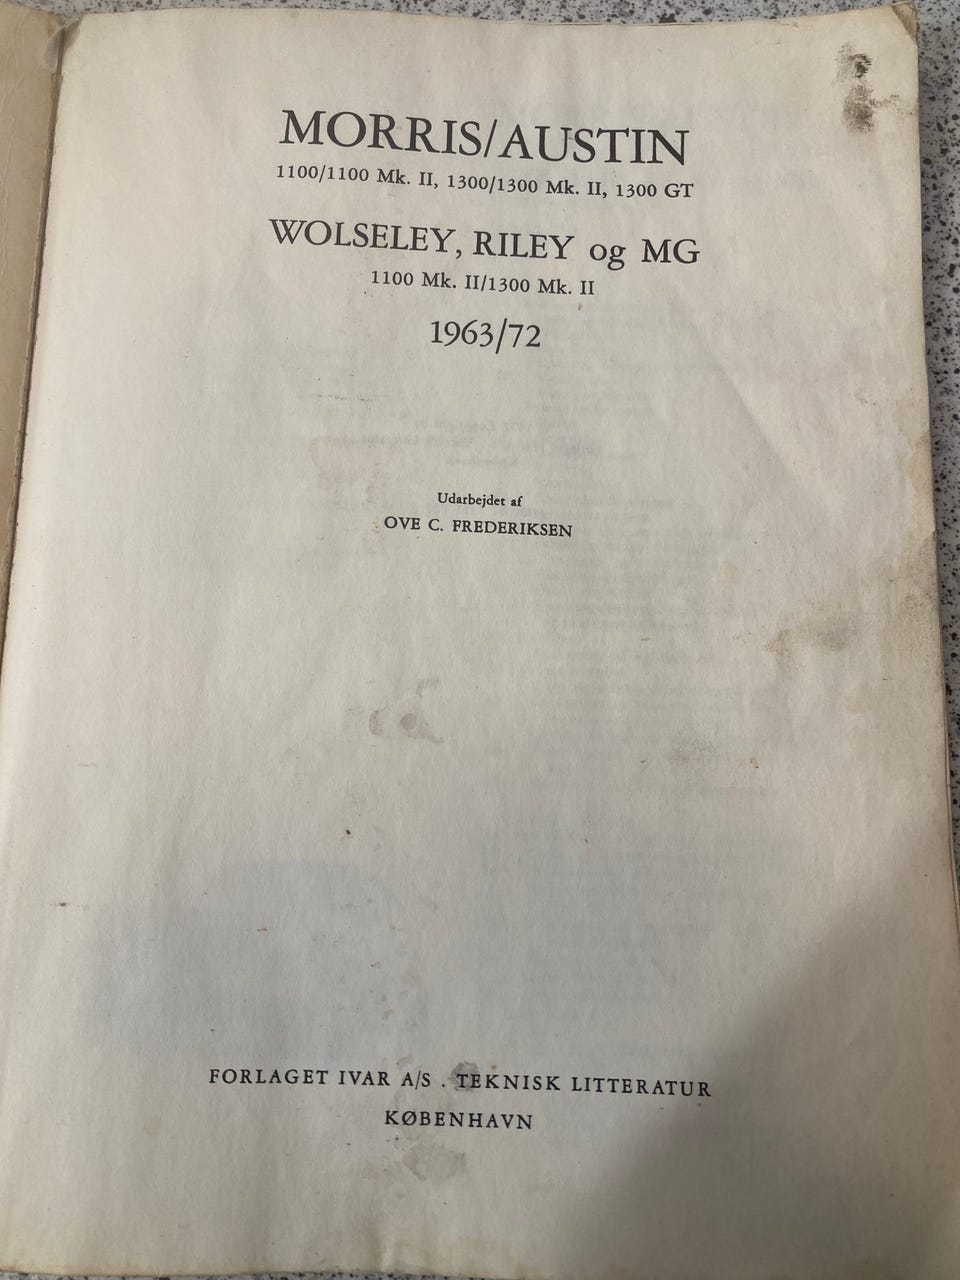 MORRIS/AUSTIN
1100/1100 Mk. II, 1300/1300 Mk. II, 1300 GT
WOLSELEY, RILEY og MG
1100 Mk. II/1300 Mk. II
1963/72
Udarbejdet af
OVE C. FREDERIKSEN
FORLAGET IVAR A/S . TEKNISK LITTERATUR
KØBENHAVN